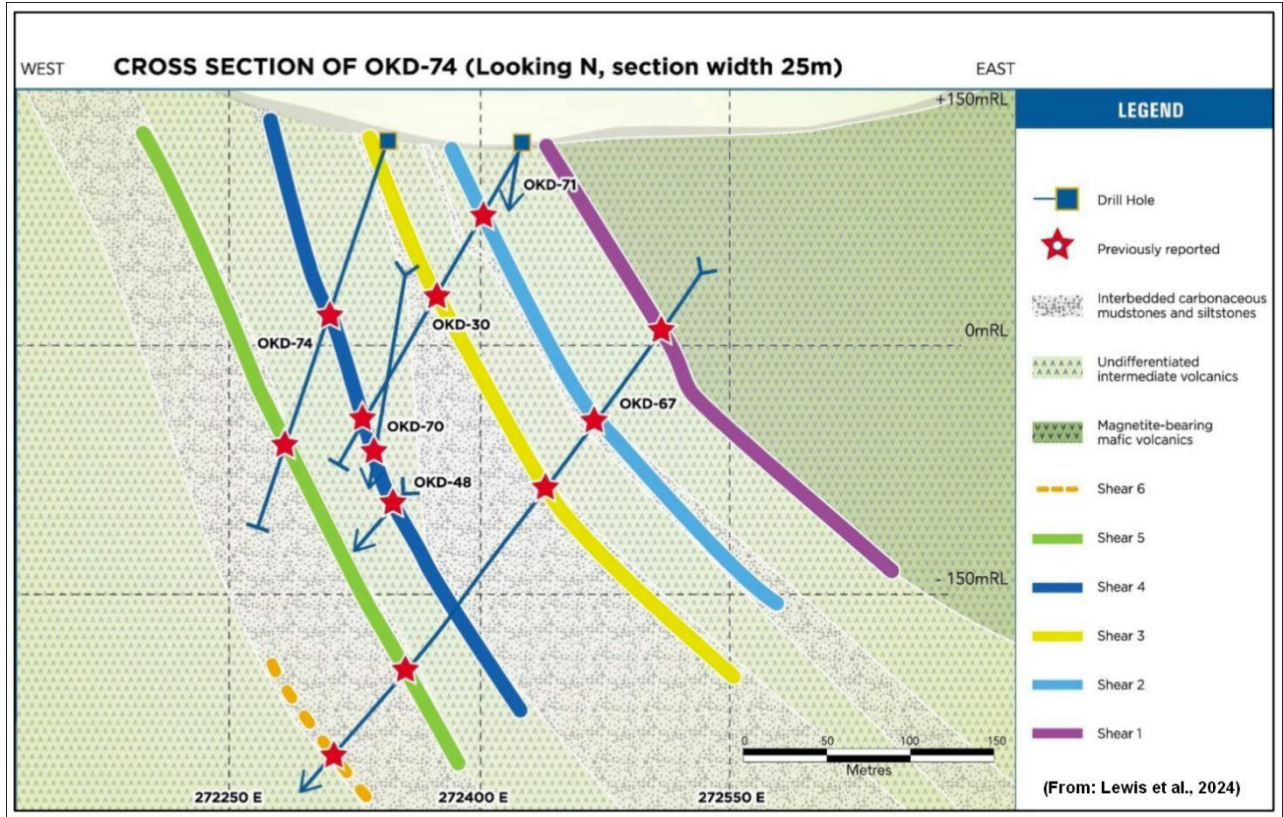 WEST
CROSS SECTION OF OKD-74 (Looking N, section width 25m)
EAST
+150mRL
LEGEND
OKD-71
Drill Hole
Previously reported
Interbedded carbonaceous
mudstones and siltstones
OKD-30
0mRL
OKD-74
Undifferentiated
intermediate volcanics
OKD-67
OKD-70
Magnetite-bearing
mafic volcanics
OKD-48
Shear 6
Shear 5
- 150mRL
Shear 4
Shear 3
Shear 2
Shear 1
0 50 100 150
Metres
272250 E
272400 E
272550 E
(From: Lewis et al., 2024)